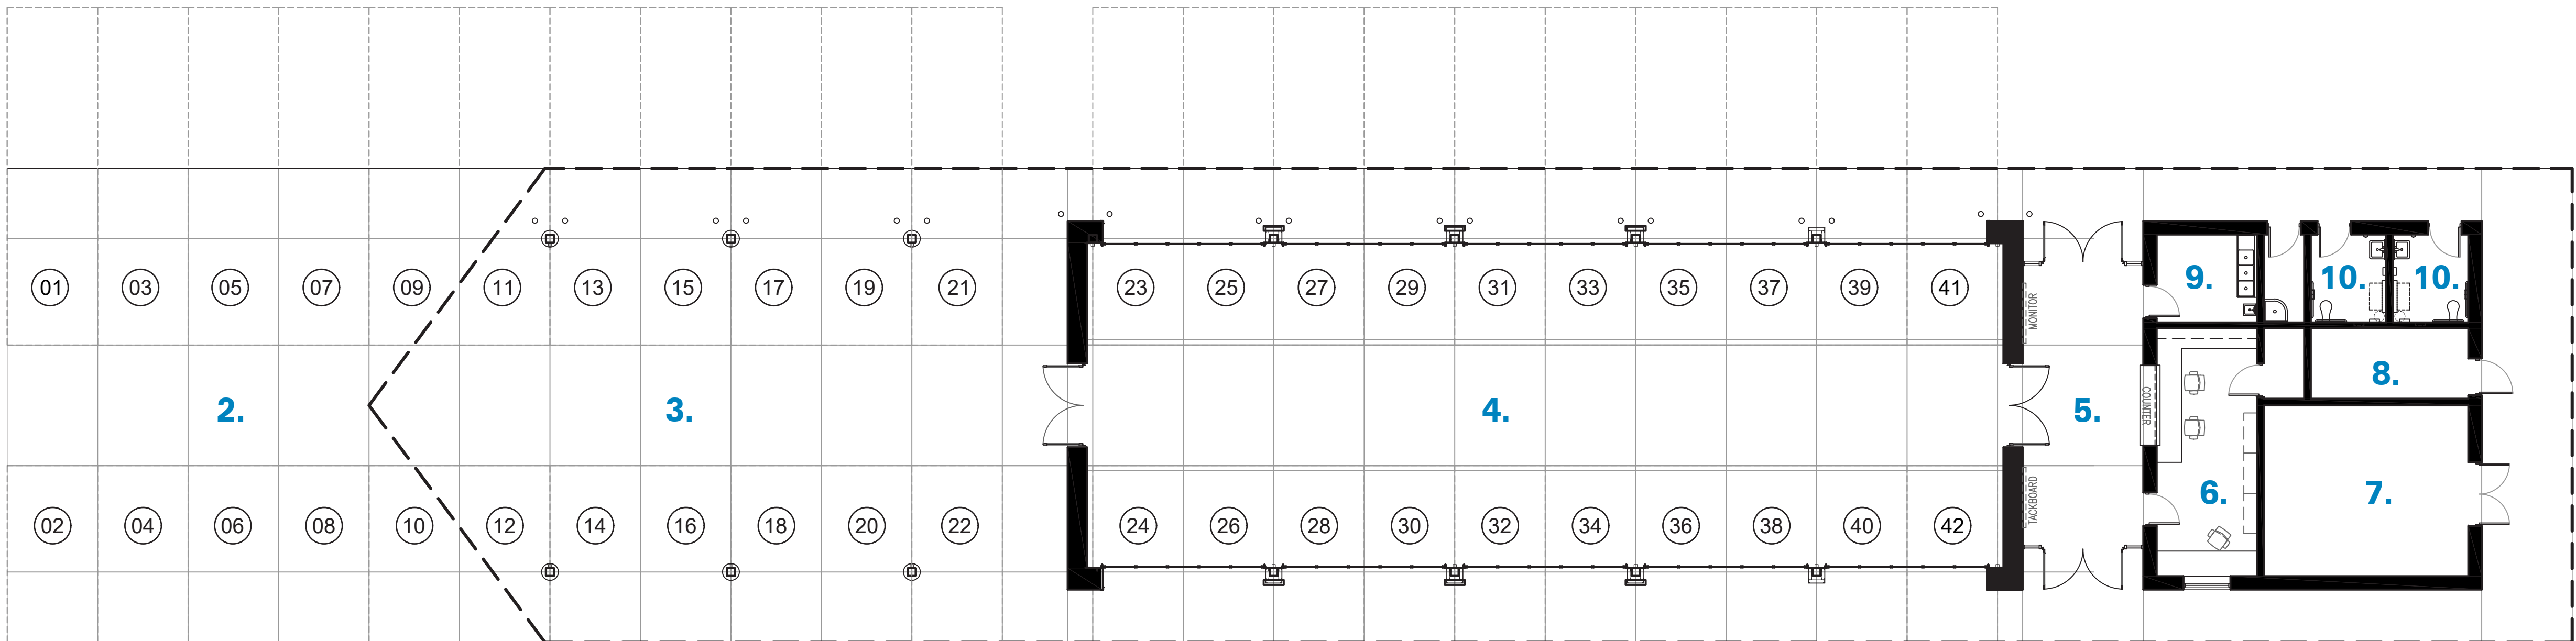 01 03 05 07 09 11 13 15 17 19 21 23 25 27 29 31 33 35 37 39 41
MONITOR
9. 10. 10.
2. 3. 4. 5.
COUNTER
8.
6. 7.
TACKBOARD
02 04 06 08 10 12 14 16 18 20 22 24 26 28 30 32 34 36 38 40 42